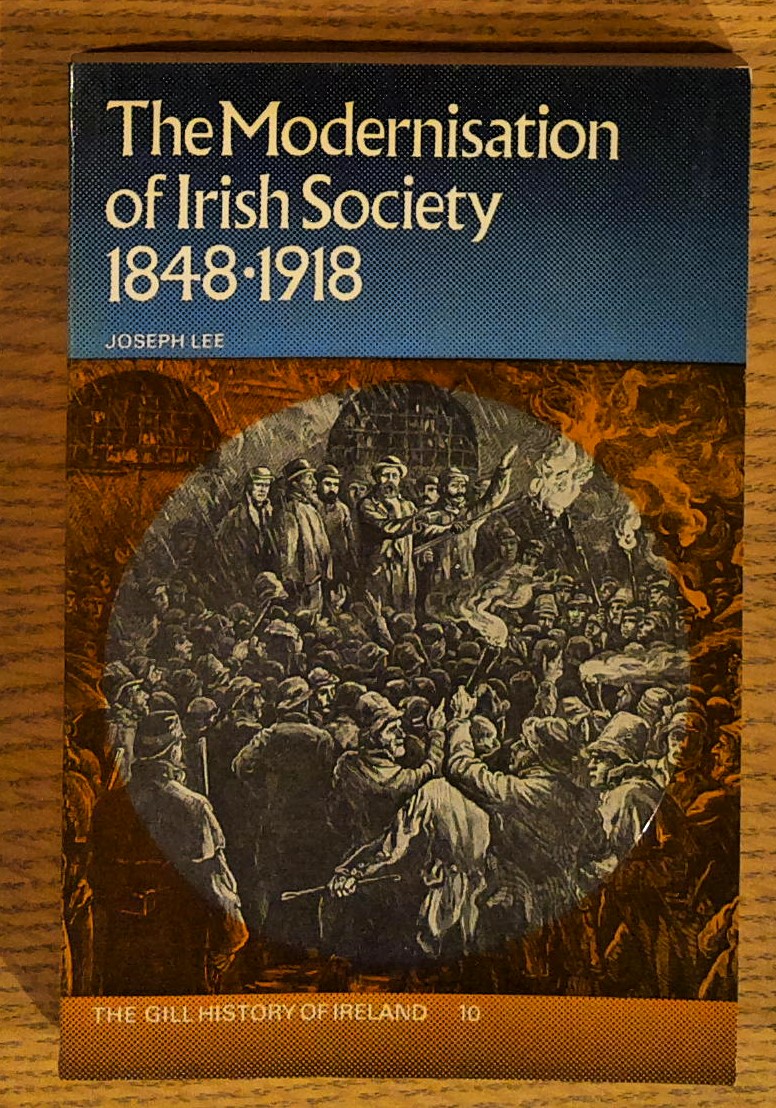 The Modernisation
of Irish Society
1848·1918
JOSEPH LEE
THE GILL HISTORY OF IRELAND 10